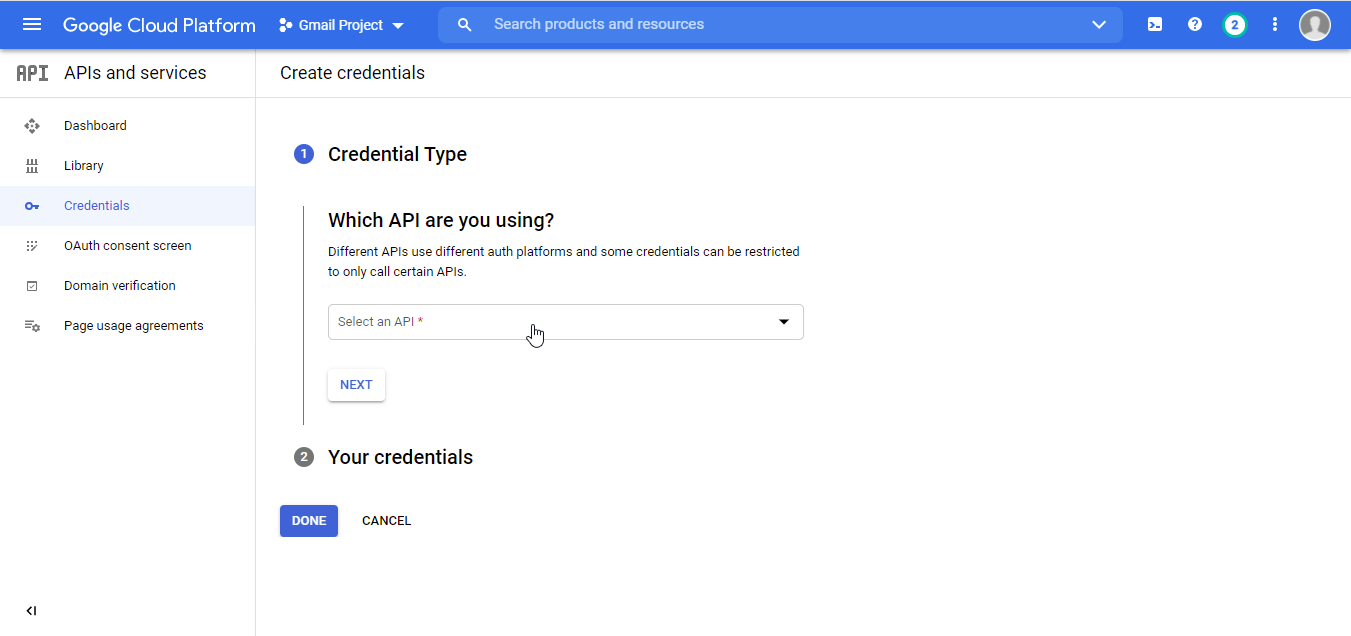 Google Cloud Platform
Gmail Project
Search products and resources
2
API
APIs and services
Create credentials
Dashboard
Library
Credentials
OAuth consent screen
Domain verification
Page usage agreements
1
Credential Type
Which API are you using?
Different APIs use different auth platforms and some credentials can be restricted
to only call certain APIs.
Select an API *
NEXT
2
Your credentials
DONE
CANCEL